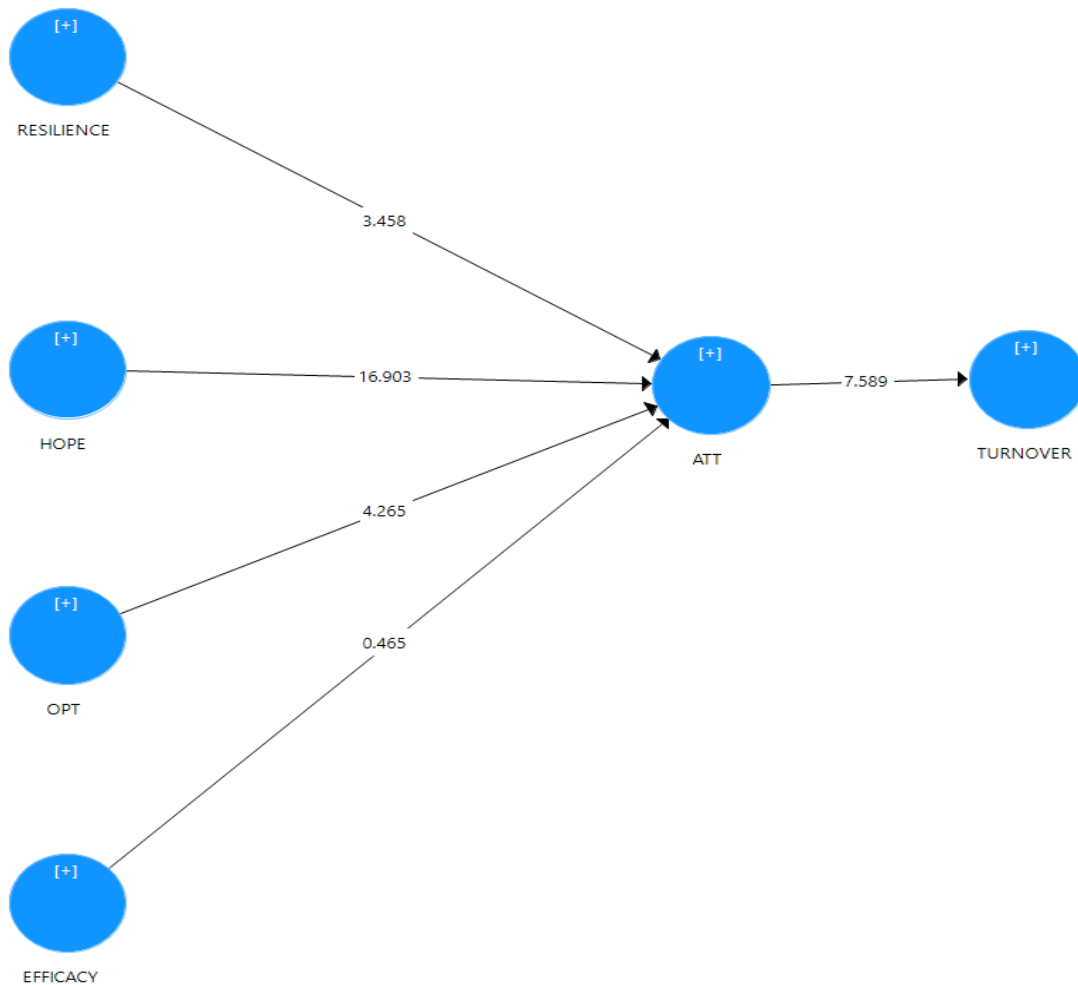 [+]
RESILIENCE
3.458
[+]
HOPE
16.903
[+]
ATT
7.589
[+]
TURNOVER
4.265
[+]
OPT
0.465
[+]
EFFICACY